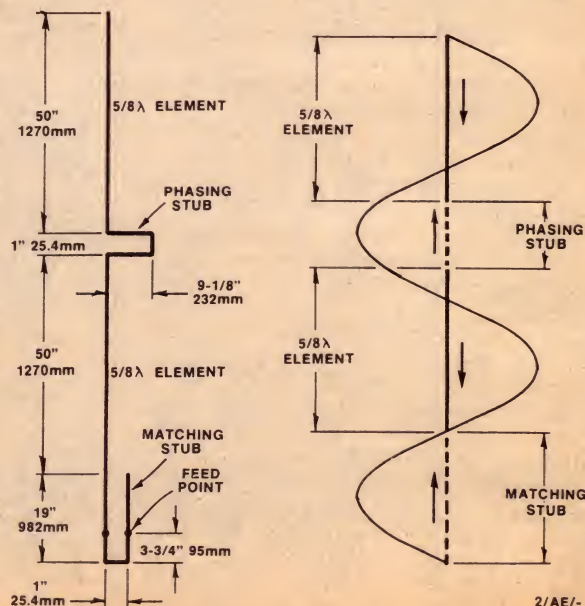 50"
1270mm
5/8λ ELEMENT
PHASING
STUB
1" 25.4mm
9-1/8"
232mm
50"
1270mm
5/8λ ELEMENT
MATCHING
STUB
FEED
POINT
19"
982mm
3-3/4" 95mm
1"
25.4mm
5/8λ
ELEMENT
PHASING
STUB
5/8λ
ELEMENT
MATCHING
STUB
2/AE/-